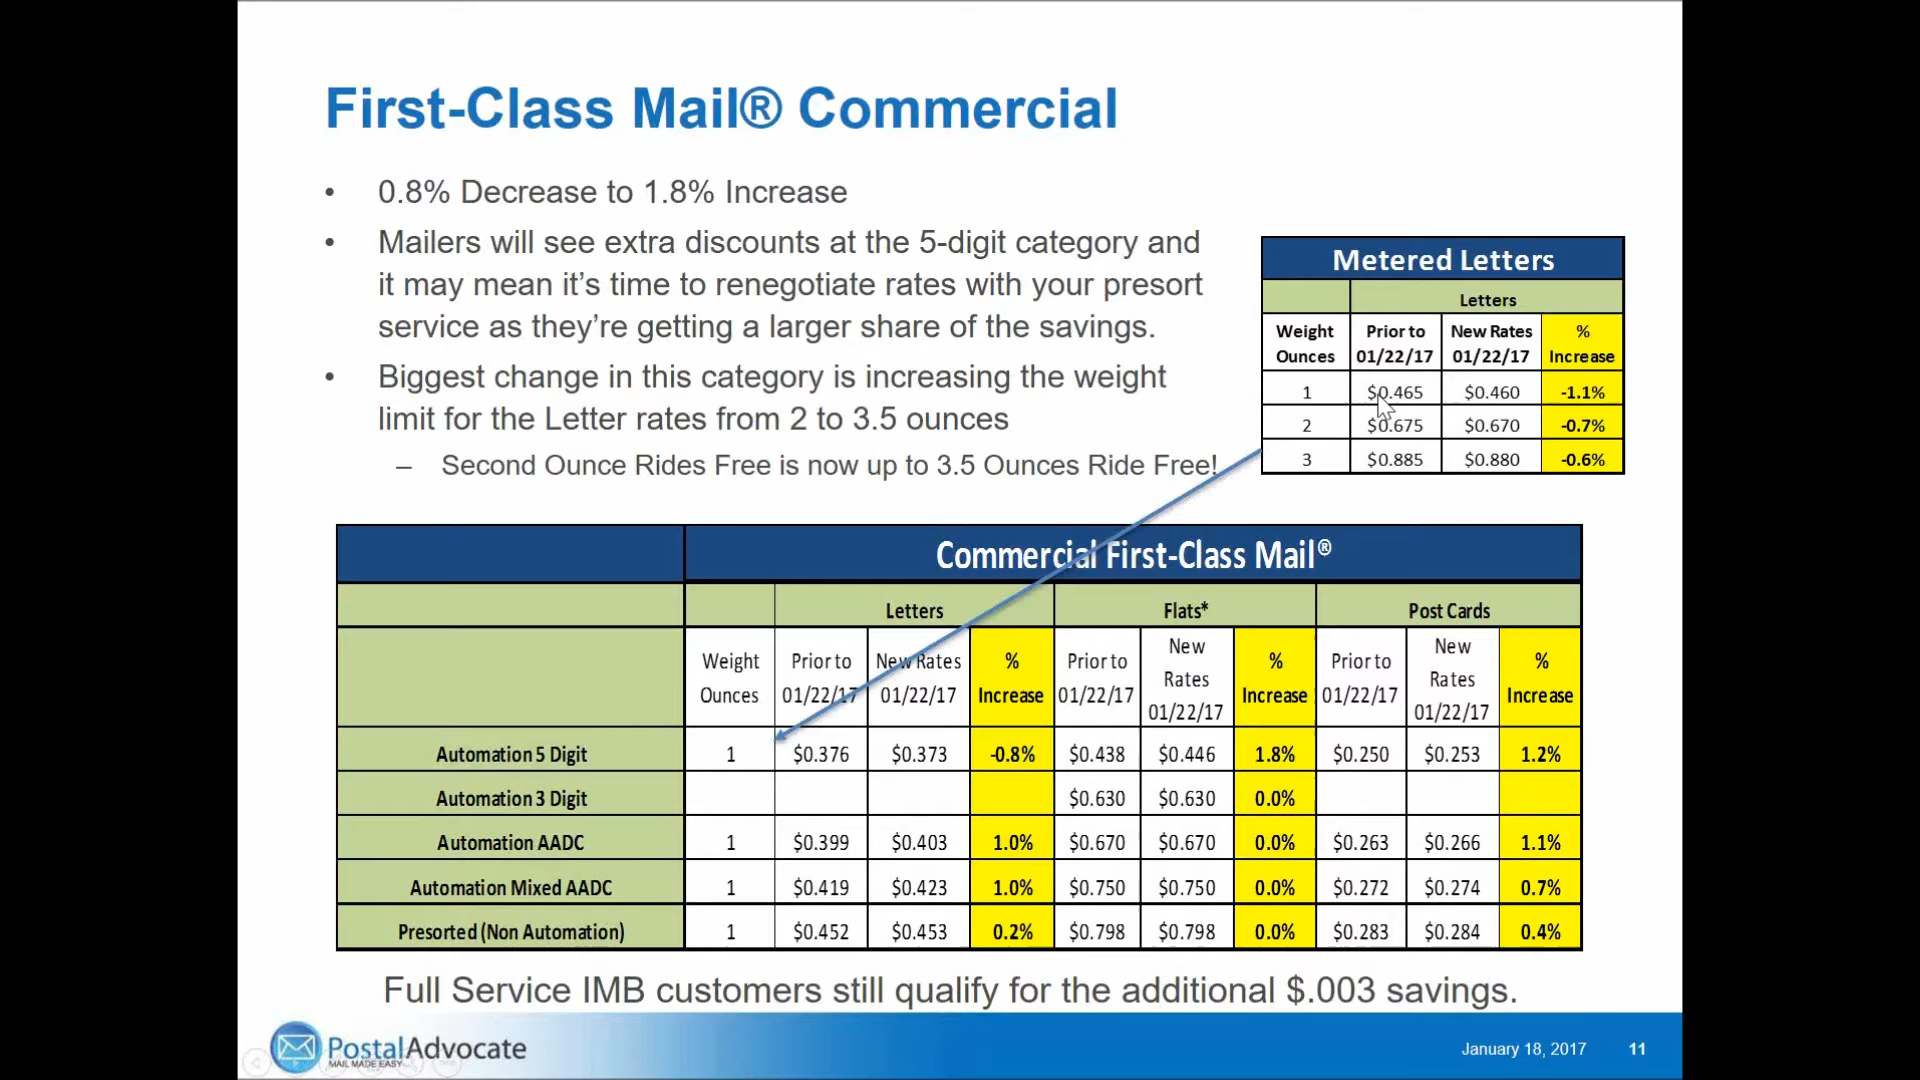 First-Class Mail® Commercial
• 0.8% Decrease to 1.8% Increase
• Mailers will see extra discounts at the 5-digit category and
it may mean it’s time to renegotiate rates with your presort
service as they’re getting a larger share of the savings.
• Biggest change in this category is increasing the weight
limit for the Letter rates from 2 to 3.5 ounces
– Second Ounce Rides Free is now up to 3.5 Ounces Ride Free!
Metered Letters
Letters
Weight Ounces Prior to 01/22/17 New Rates 01/22/17 % Increase
1 $0.465 $0.460 -1.1%
2 $0.675 $0.670 -0.7%
3 $0.885 $0.880 -0.6%
Commercial First-Class Mail®
Letters Flats* Post Cards
Weight Ounces Prior to 01/22/17 New Rates 01/22/17 % Increase Prior to 01/22/17 New Rates 01/22/17 % Increase Prior to 01/22/17 New Rates 01/22/17 % Increase
Automation 5 Digit 1 $0.376 $0.373 -0.8% $0.438 $0.446 1.8% $0.250 $0.253 1.2%
Automation 3 Digit $0.630 $0.630 0.0%
Automation AADC 1 $0.399 $0.403 1.0% $0.670 $0.670 0.0% $0.263 $0.266 1.1%
Automation Mixed AADC 1 $0.419 $0.423 1.0% $0.750 $0.750 0.0% $0.272 $0.274 0.7%
Presorted (Non Automation) 1 $0.452 $0.453 0.2% $0.798 $0.798 0.0% $0.283 $0.284 0.4%
Full Service IMB customers still qualify for the additional $.003 savings.
PostalAdvocate
MAIL MADE EASY
January 18, 2017 11